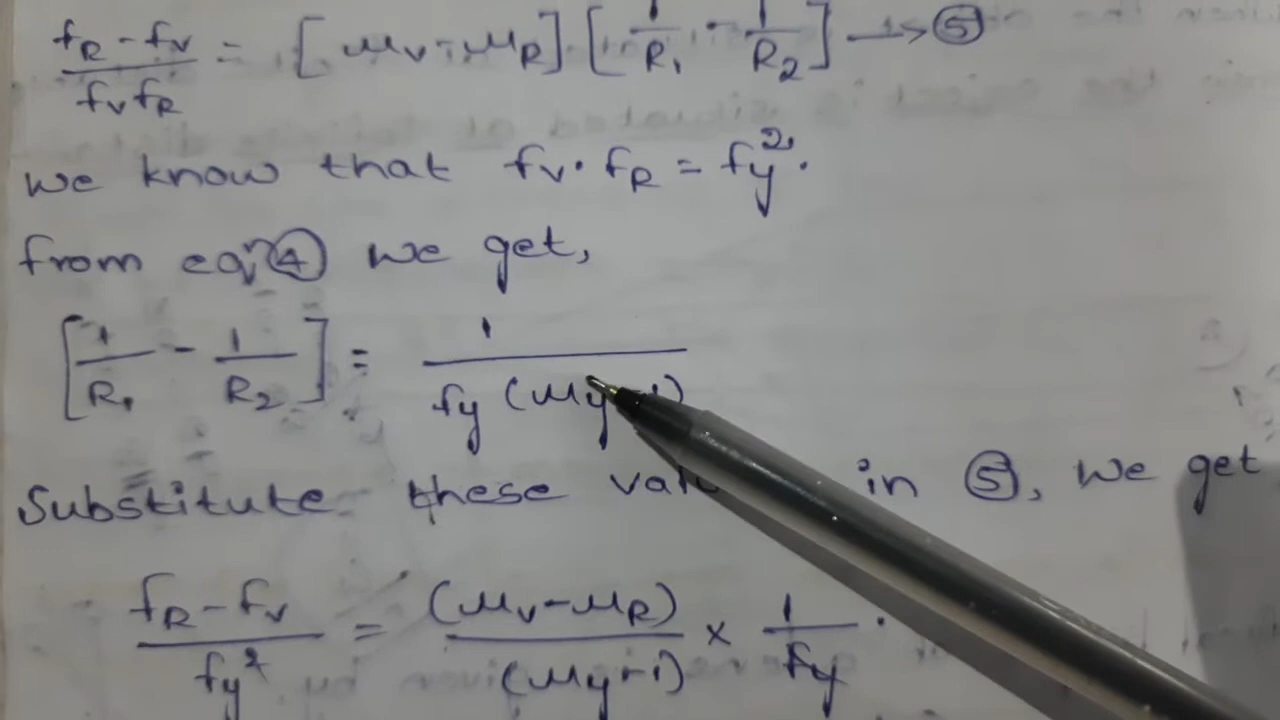 fR - fv / fv fR = [μv - μR] [1/R1 - 1/R2] → ⑤
We know that fv · fR = fy².
from eqn ④ we get,
[1/R1 - 1/R2] = 1 / fy (μy-1)
Substitute these in ⑤, we get
fR - fv / fy² = (μv - μR) / (μy-1) × 1/fy.